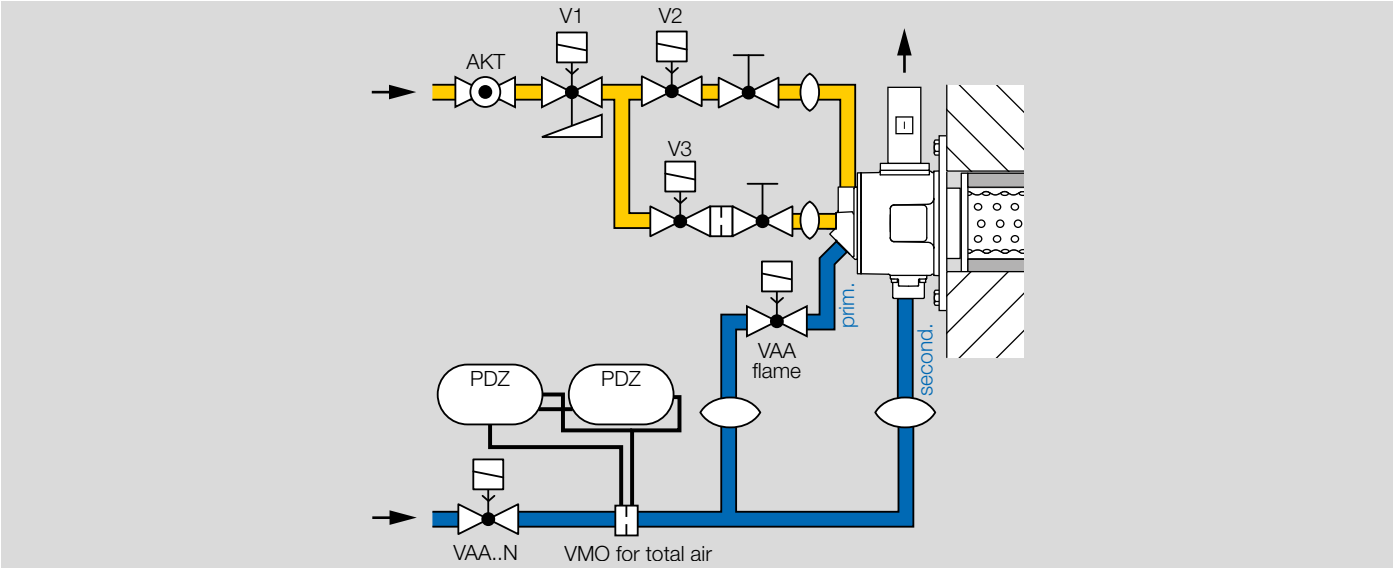 V1
V2
AKT
V3
prim.
VAA
flame
second.
PDZ
PDZ
VAA..N
VMO for total air